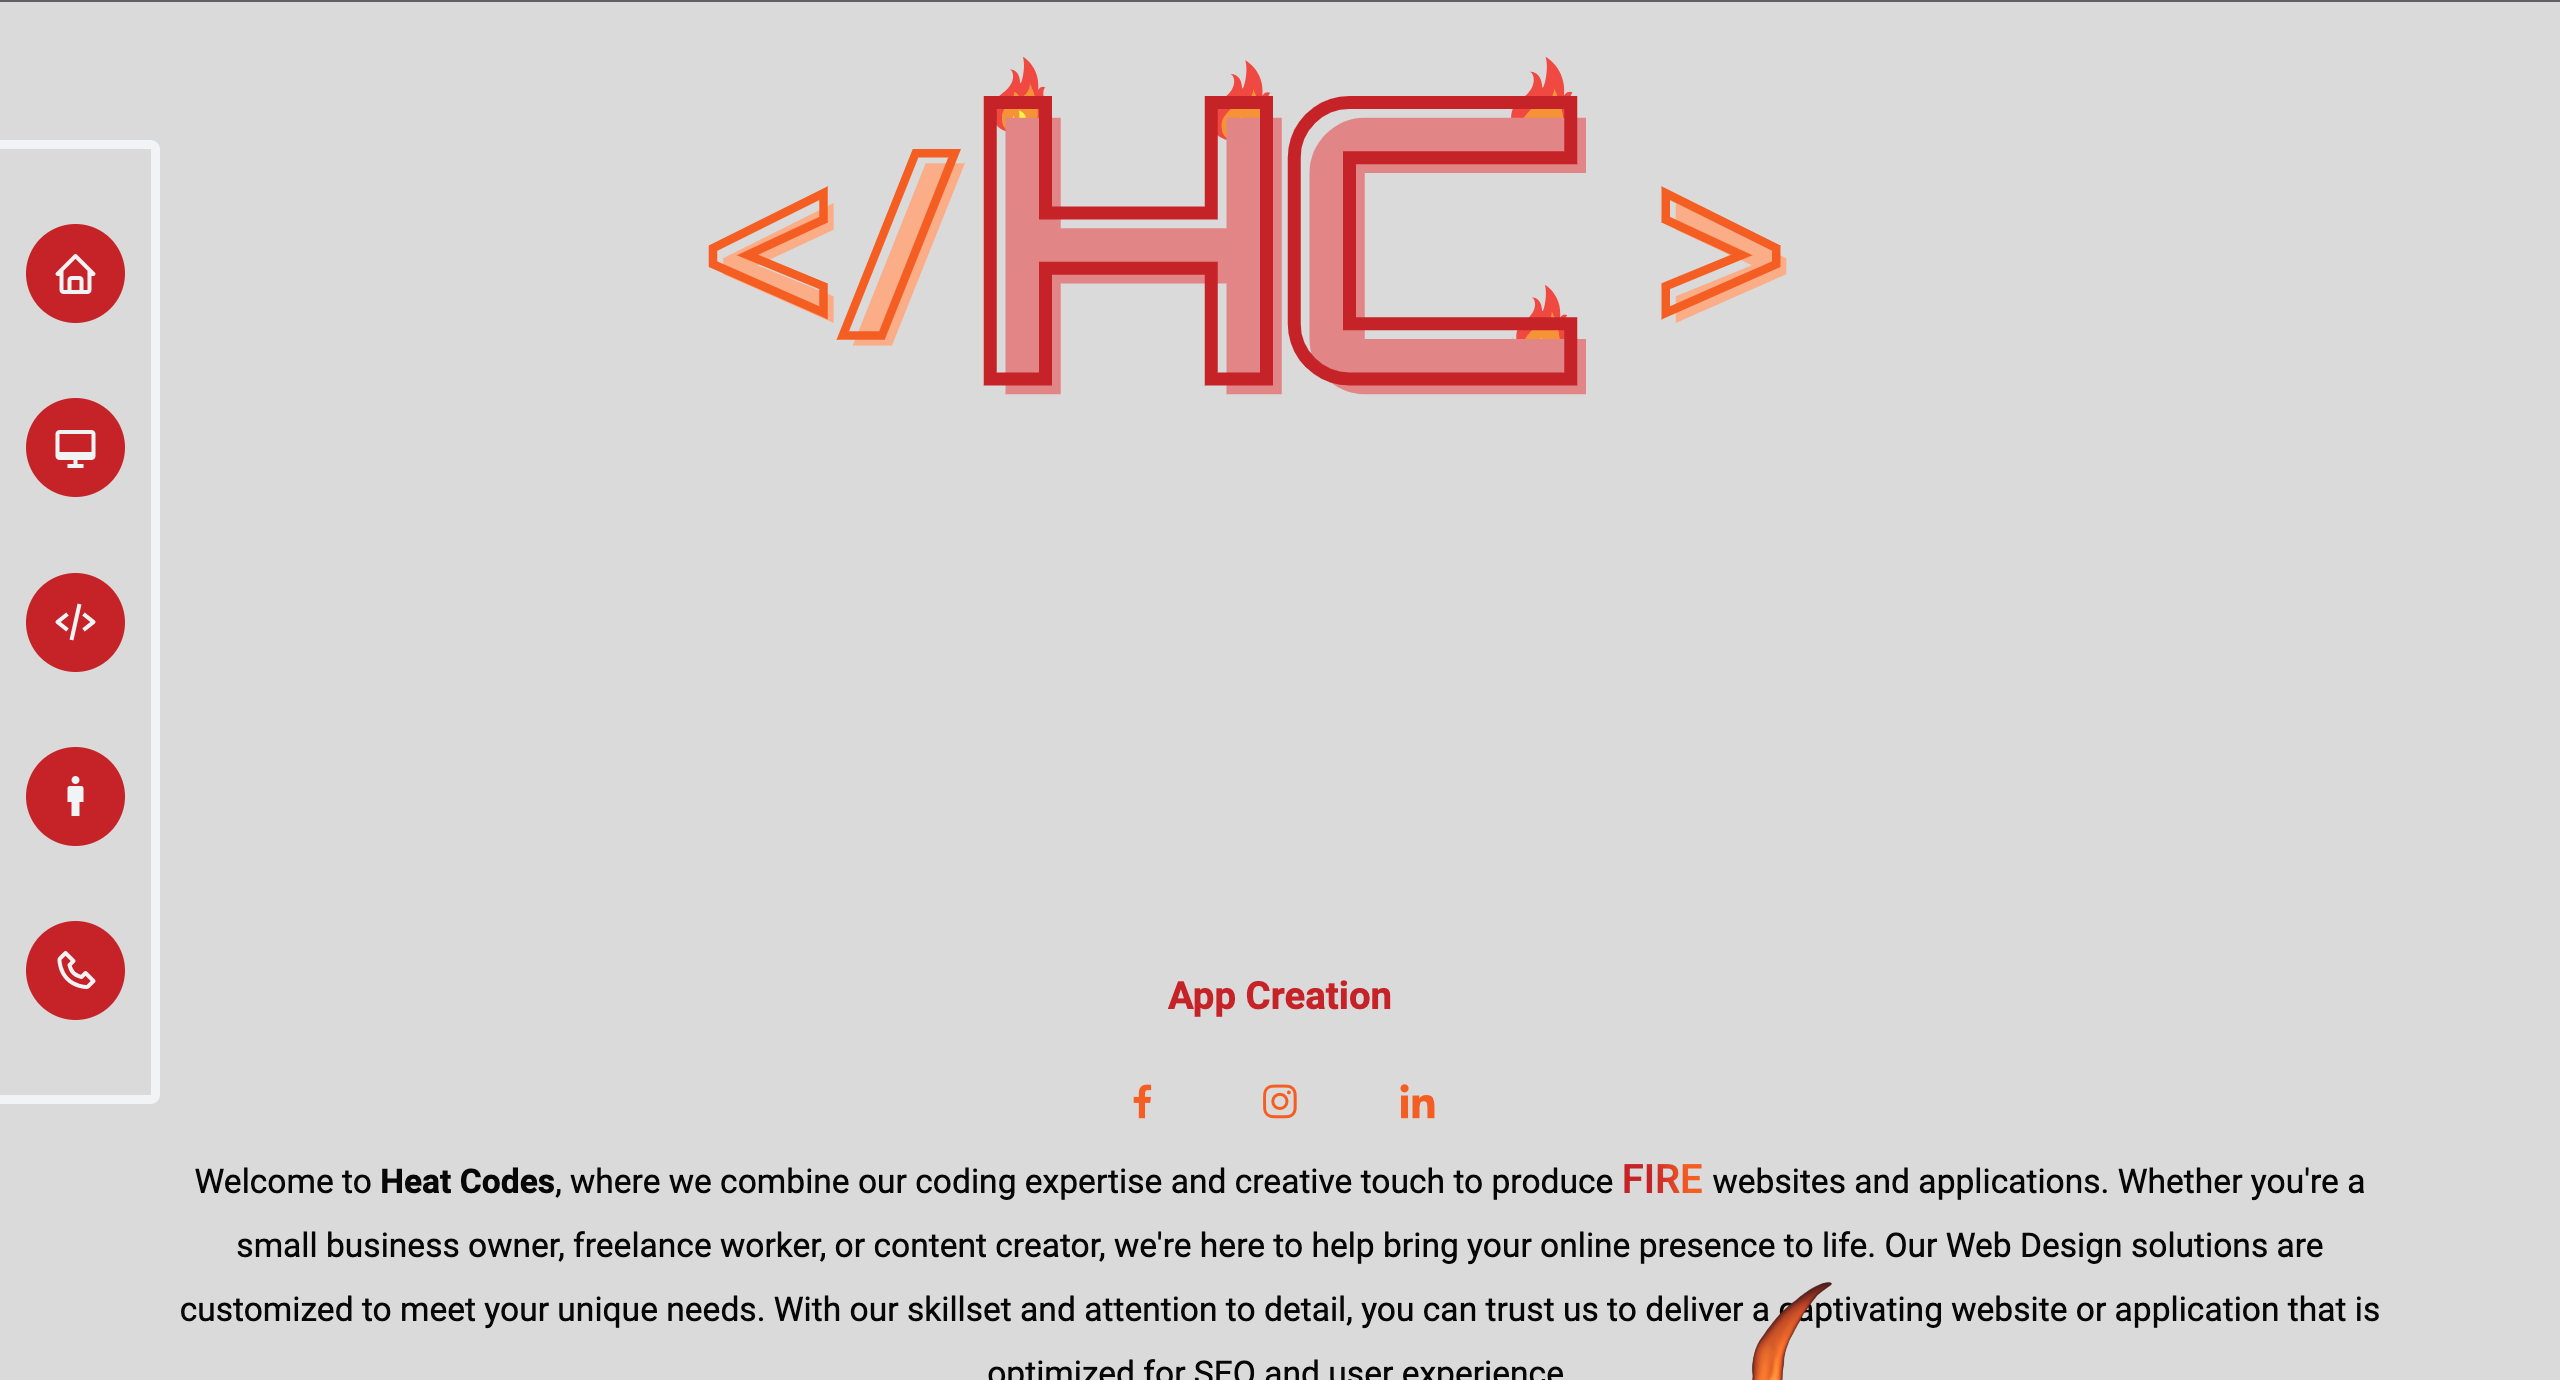 </HC>
</>
App Creation
f in
Welcome to Heat Codes, where we combine our coding expertise and creative touch to produce FIRE websites and applications. Whether you're a
small business owner, freelance worker, or content creator, we're here to help bring your online presence to life. Our Web Design solutions are
customized to meet your unique needs. With our skillset and attention to detail, you can trust us to deliver a captivating website or application that is
optimized for SEO and user experience.